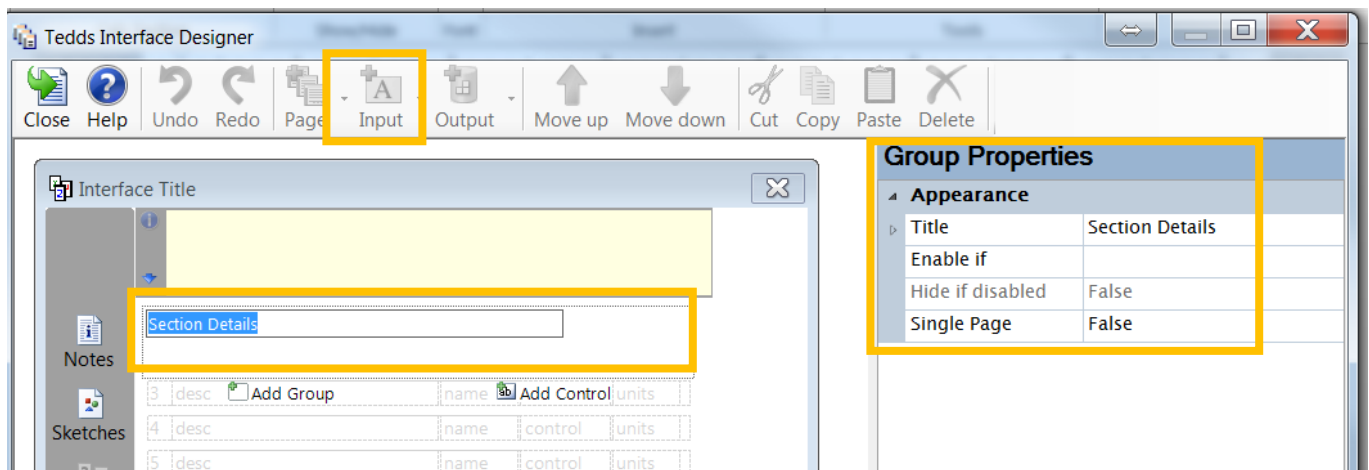 Tedds Interface Designer
Close Help Undo Redo Page Input Output Move up Move down Cut Copy Paste Delete
Group Properties
Interface Title
Appearance
Title Section Details
Enable if
Hide if disabled False
Single Page False
Section Details
Notes
3 desc Add Group name Add Control units
Sketches
4 desc name control units
5 desc name control units